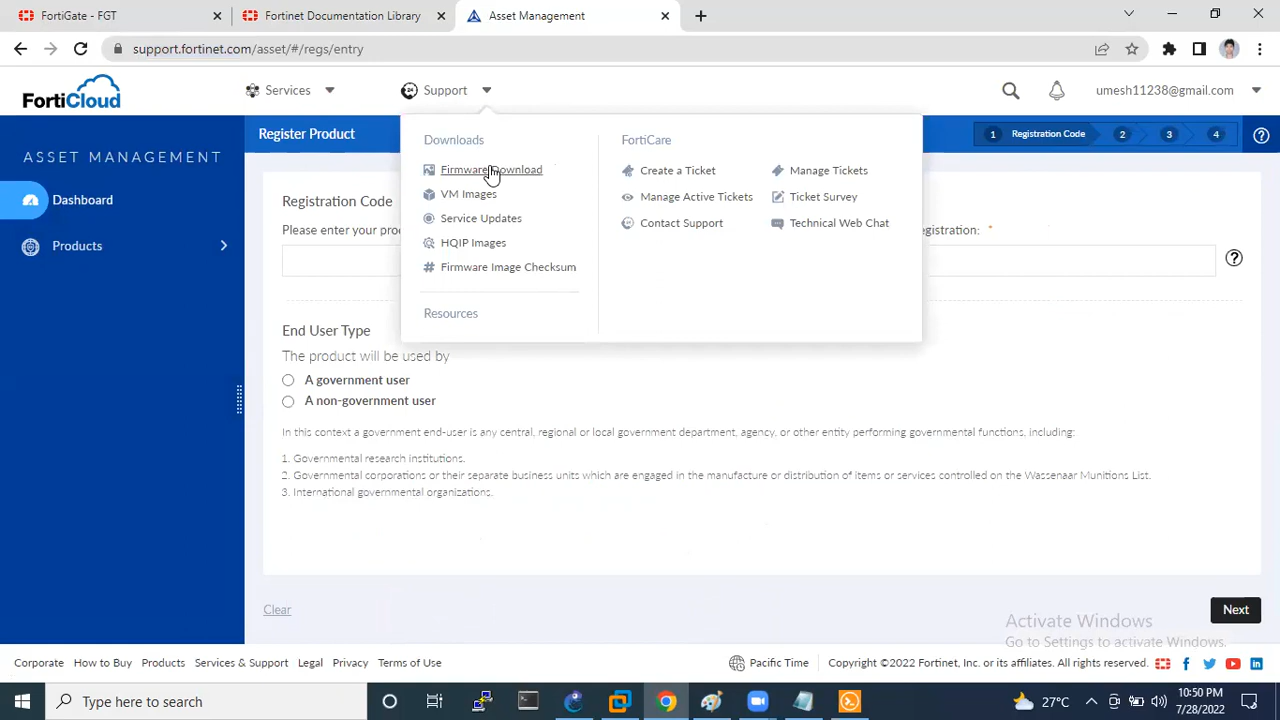 FortiGate - FGT
Fortinet Documentation Library
Asset Management
support.fortinet.com/asset/#/regs/entry
FortiCloud
Services
Support
umesh11238@gmail.com
ASSET MANAGEMENT
Register Product
1 Registration Code 2 3 4
Dashboard
Products
Downloads
Firmware Download
VM Images
Service Updates
HQIP Images
Firmware Image Checksum
Resources
FortiCare
Create a Ticket
Manage Tickets
Manage Active Tickets
Ticket Survey
Contact Support
Technical Web Chat
Registration Code
Please enter your egistration: *
End User Type
The product will be used by
A government user
A non-government user
In this context a government end-user is any central, regional or local government department, agency, or other entity performing governmental functions, including:
1. Governmental research institutions.
2. Governmental corporations or their separate business units which are engaged in the manufacture or distribution of items or services controlled on the Wassenaar Munitions List.
3. International governmental organizations.
Clear
Next
Activate Windows
Go to Settings to activate Windows.
Corporate How to Buy Products Services & Support Legal Privacy Terms of Use
Pacific Time
Copyright ©2022 Fortinet, Inc. or its affiliates. All rights reserved.
Type here to search
27°C
10:50 PM
7/28/2022